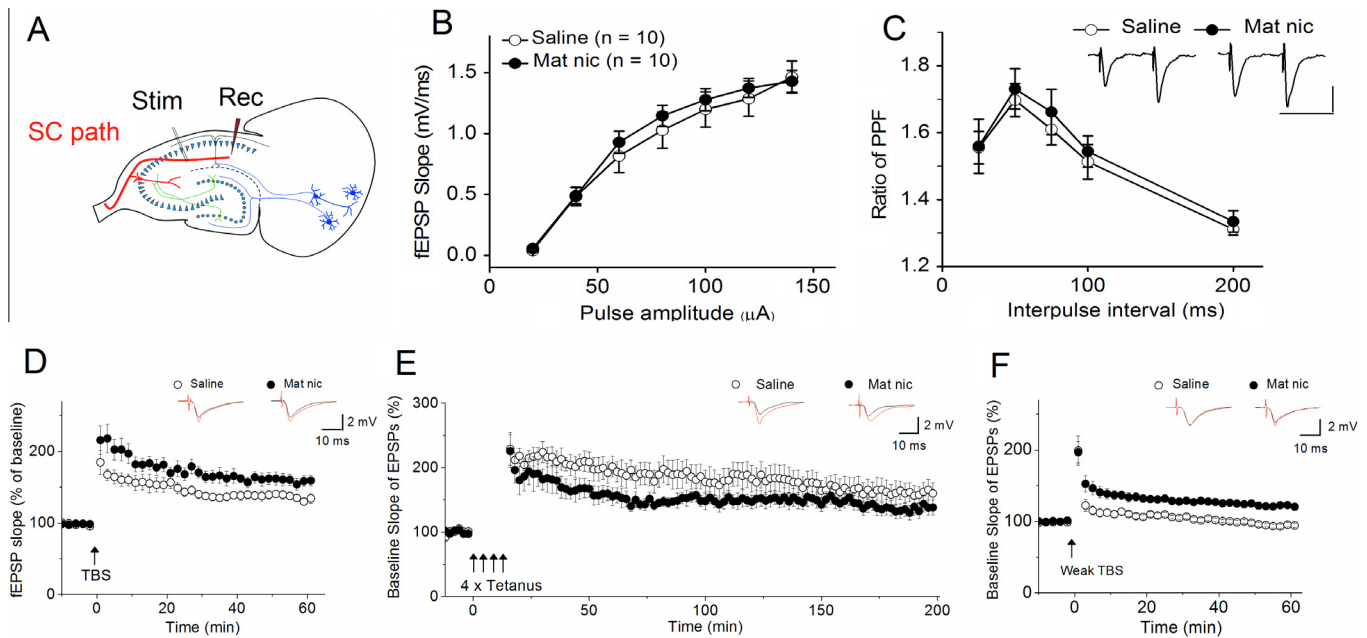 A
Stim
Rec
SC path
B
Saline (n = 10)
Mat nic (n = 10)
1.5
1.0
0.5
0.0
fEPSP Slope (mV/ms)
0
50
100
150
Pulse amplitude (μA)
C
Saline
Mat nic
1.8
1.6
1.4
1.2
Ratio of PPF
0
100
200
Interpulse interval (ms)
D
Saline
Mat nic
2 mV
10 ms
200
100
0
fEPSP slope (% of baseline)
TBS
0
20
40
60
Time (min)
E
Saline
Mat nic
2 mV
10 ms
300
250
200
150
100
50
0
Baseline Slope of EPSPs (%)
4 x Tetanus
0
50
100
150
200
Time (min)
F
Saline
Mat nic
2 mV
10 ms
200
100
0
Baseline Slope of EPSPs (%)
Weak TBS
0
20
40
60
Time (min)